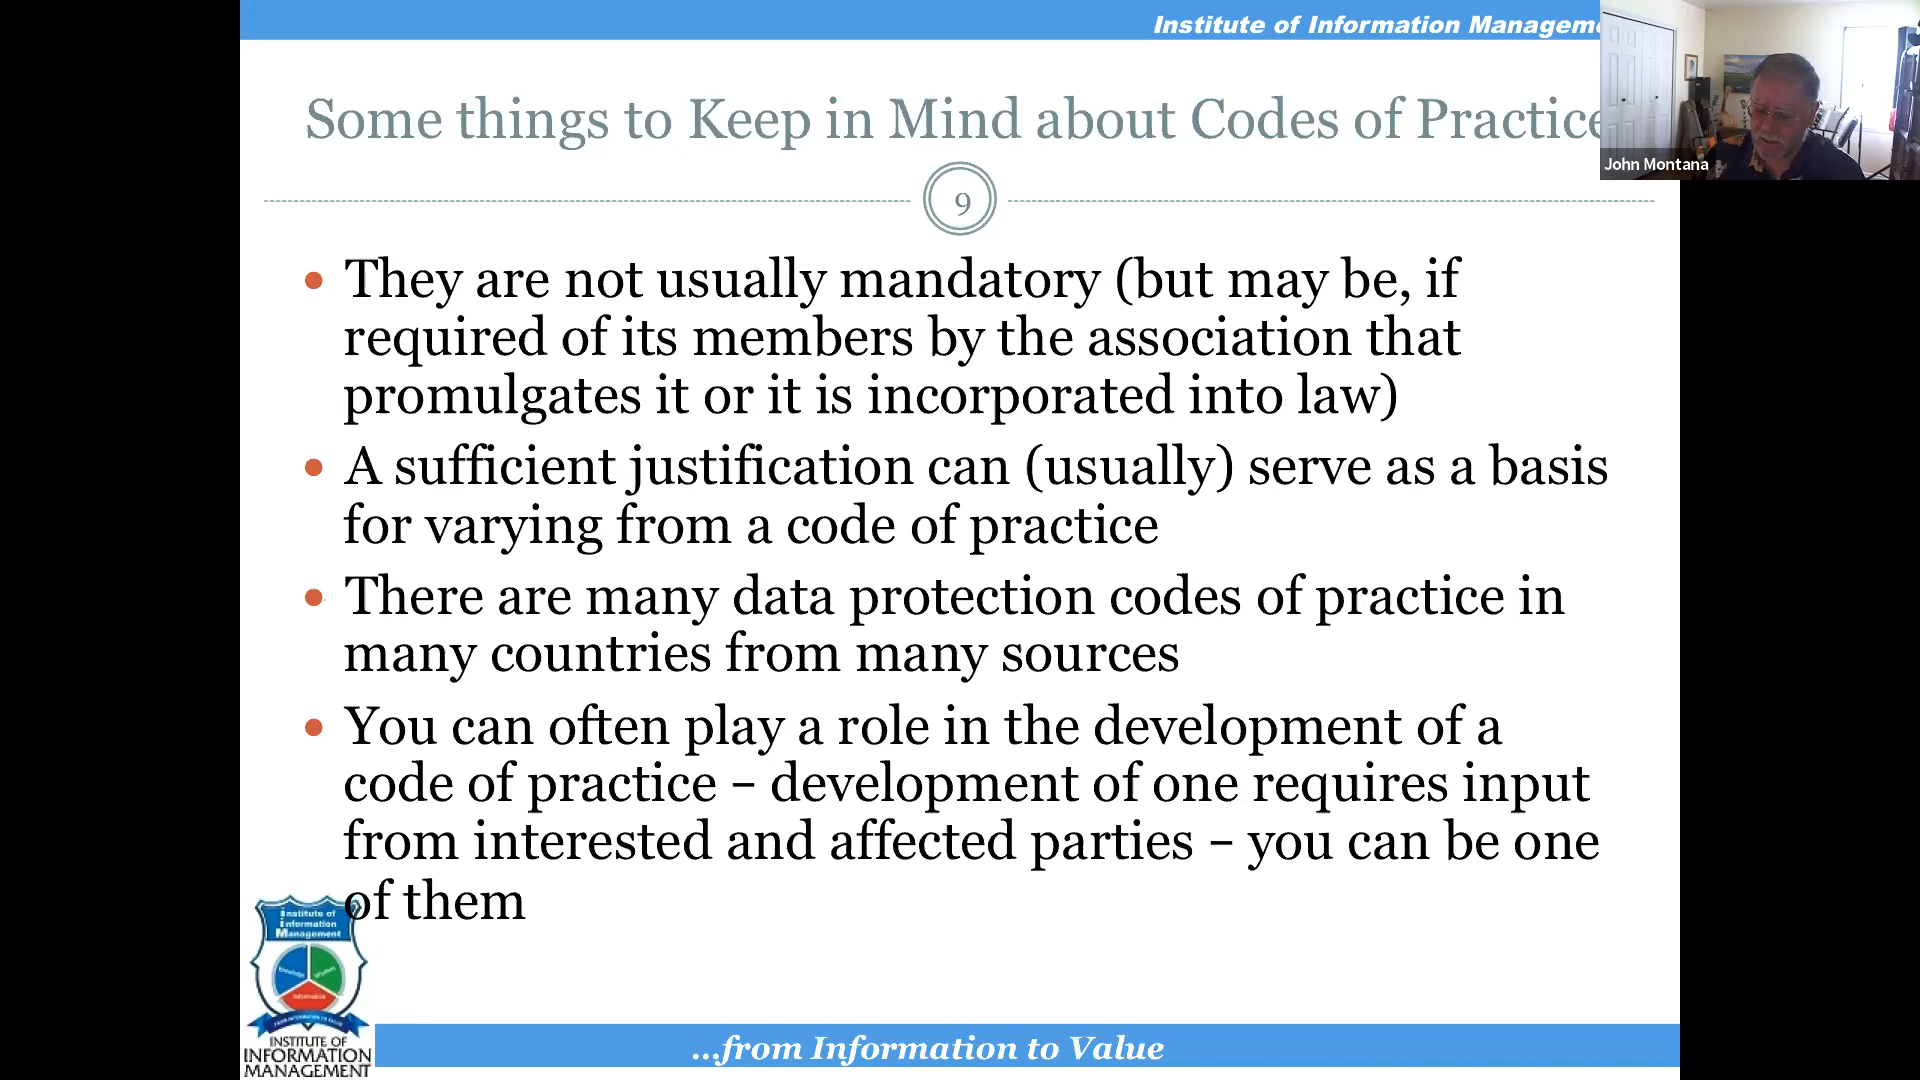 Institute of Information Managem
Some things to Keep in Mind about Codes of Practice
John Montana
9
• They are not usually mandatory (but may be, if
required of its members by the association that
promulgates it or it is incorporated into law)
• A sufficient justification can (usually) serve as a basis
for varying from a code of practice
• There are many data protection codes of practice in
many countries from many sources
• You can often play a role in the development of a
code of practice – development of one requires input
from interested and affected parties – you can be one
of them
Institute of
Information
Management
Knowledge
Wisdom
Information
INSTITUTE OF
INFORMATION
MANAGEMENT
...from Information to Value